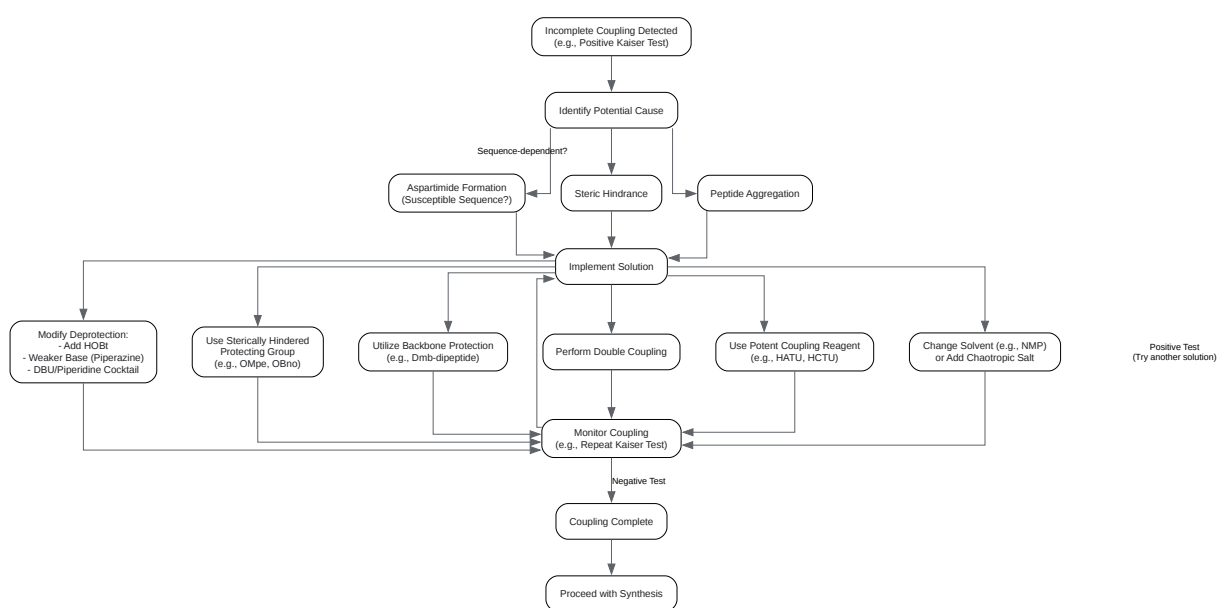 Incomplete Coupling Detected
(e.g., Positive Kaiser Test)
Identify Potential Cause
Sequence-dependent?
Aspartimide Formation
(Susceptible Sequence?)
Steric Hindrance
Peptide Aggregation
Implement Solution
Modify Deprotection:
- Add HOBt
- Weaker Base (Piperazine)
- DBU/Piperidine Cocktail
Use Sterically Hindered
Protecting Group
(e.g., OMpe, OBno)
Utilize Backbone Protection
(e.g., Dmb-dipeptide)
Perform Double Coupling
Use Potent Coupling Reagent
(e.g., HATU, HCTU)
Change Solvent (e.g., NMP)
or Add Chaotropic Salt
Positive Test
(Try another solution)
Monitor Coupling
(e.g., Repeat Kaiser Test)
Negative Test
Coupling Complete
Proceed with Synthesis